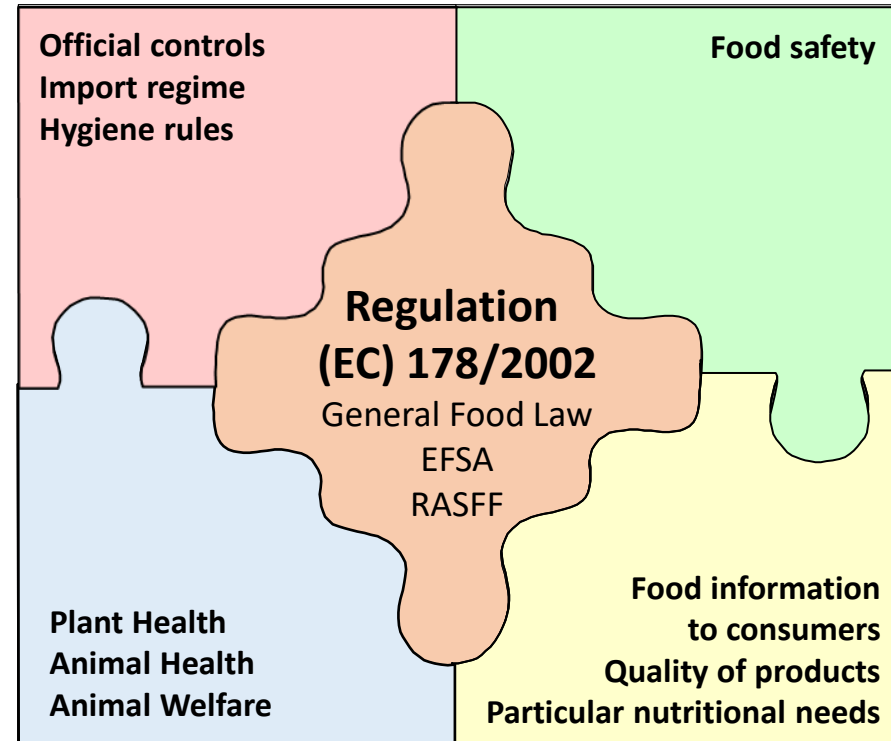 Official controls
Import regime
Hygiene rules
Food safety
Regulation
(EC) 178/2002
General Food Law
EFSA
RASFF
Plant Health
Animal Health
Animal Welfare
Food information
to consumers
Quality of products
Particular nutritional needs